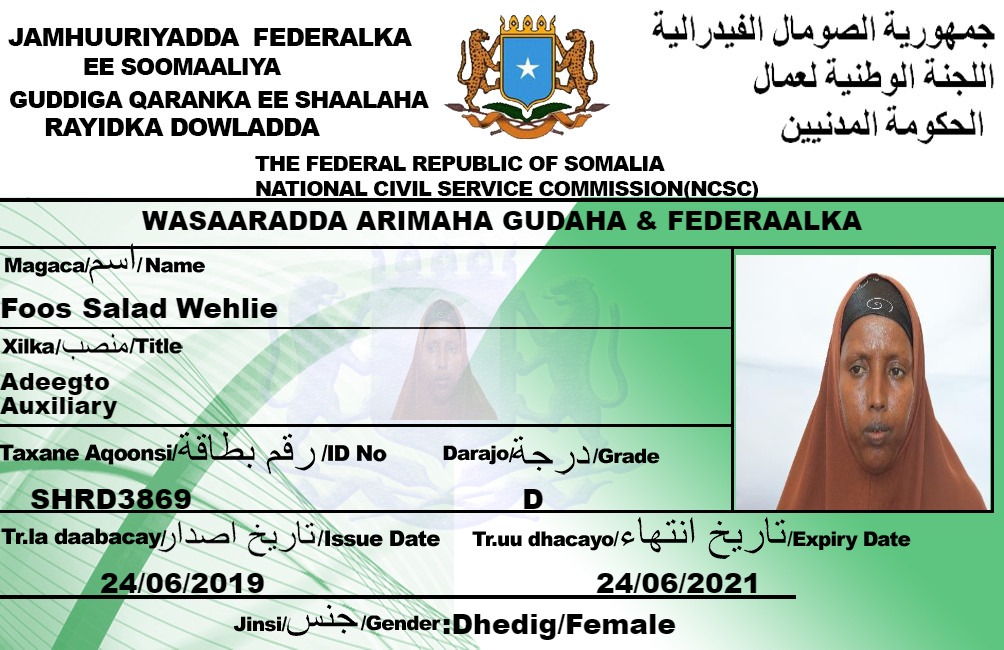 JAMHUURIYADDA FEDERALKA
EE SOOMAALIYA
GUDDIGA QARANKA EE SHAALAHA
RAYIDKA DOWLADDA
جمهورية الصومال الفيدرالية
اللجنة الوطنية لعمال
الحكومة المدنيين
THE FEDERAL REPUBLIC OF SOMALIA
NATIONAL CIVIL SERVICE COMMISSION(NCSC)
WASAARADDA ARIMAHA GUDAHA & FEDERAALKA
Magaca/اسم/ Name
Foos Salad Wehlie
Xilka/منصب/Title
Adeegto
Auxiliary
Taxane Aqoonsi/رقم بطاقة/ID No
SHRD3869
Darajo/درجة/Grade
D
Tr.la daabacay/تاريخ اصدار/Issue Date
24/06/2019
Tr.uu dhacayo/تاريخ انتهاء/Expiry Date
24/06/2021
Jinsi/جنس/Gender:Dhedig/Female